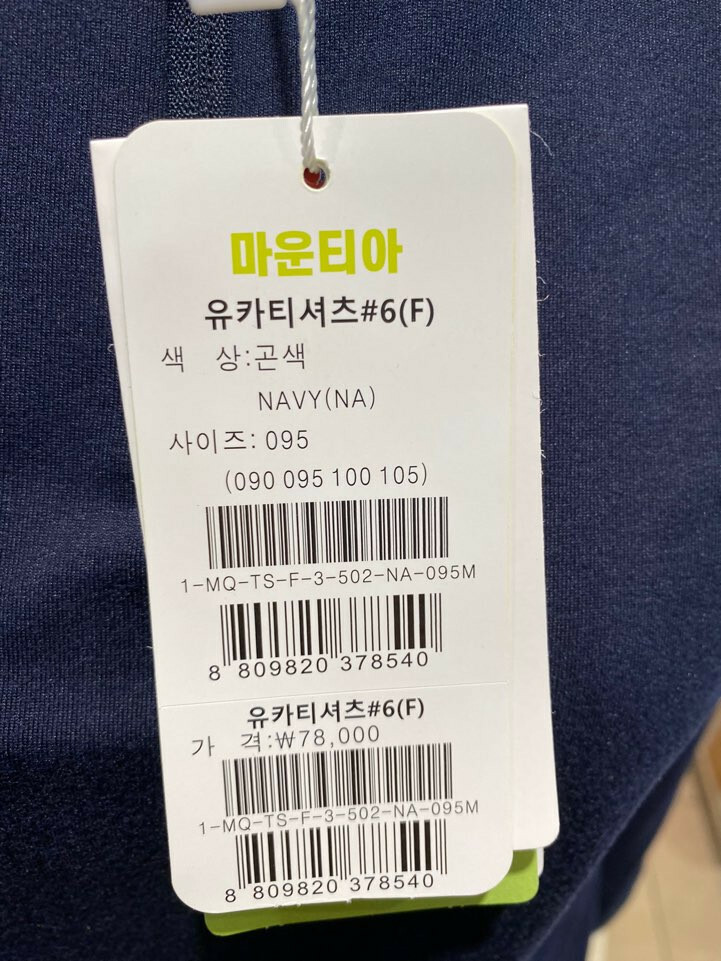 마운티아
유카티셔츠#6(F)
색 상:곤색
NAVY(NA)
사이즈: 095
(090 095 100 105)
1-MQ-TS-F-3-502-NA-095M
8 809820 378540
유카티셔츠#6(F)
가 격:₩78,000
1-MQ-TS-F-3-502-NA-095M
8 809820 378540